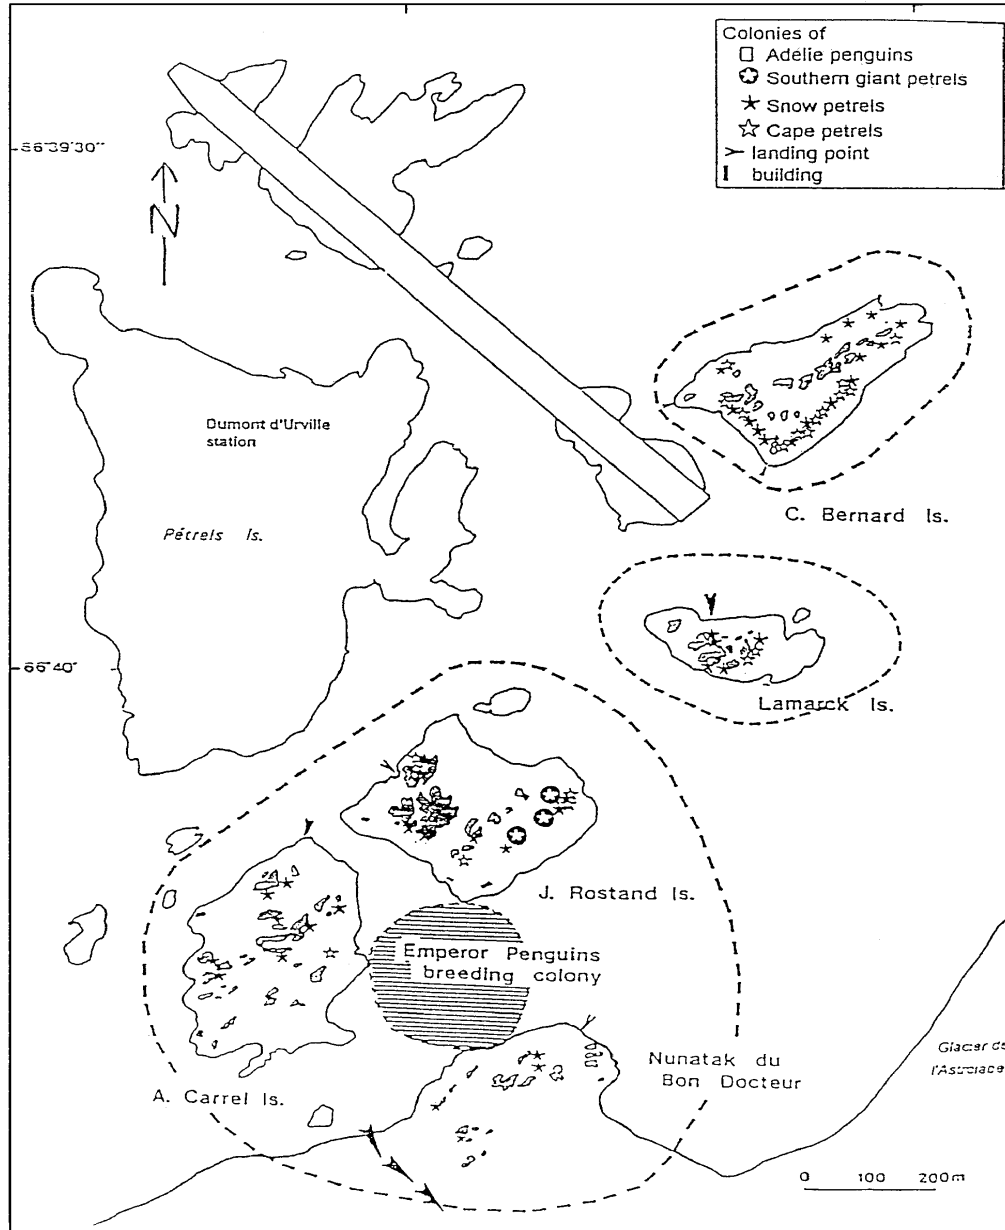 Colonies of
Adélie penguins
Southern giant petrels
Snow petrels
Cape petrels
landing point
building
66°39'30"
N
Dumont d'Urville
station
Pétrels Is.
C. Bernard Is.
66°40'
Lamarck Is.
J. Rostand Is.
Emperor Penguins
breeding colony
Nunatak du
Bon Docteur
Glacier de
l'Astrolabe
A. Carrel Is.
0 100 200m